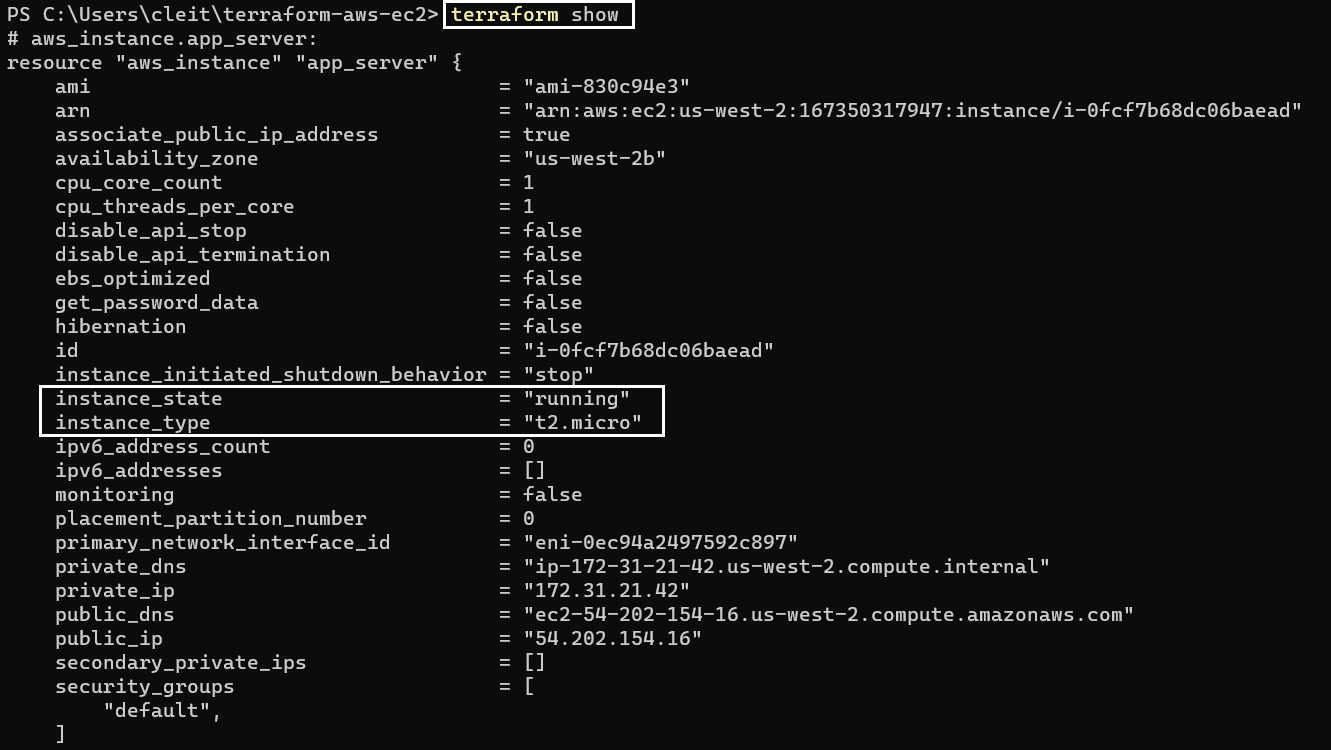 PS C:\Users\cleit\terraform-aws-ec2> terraform show
# aws_instance.app_server:
resource "aws_instance" "app_server" {
    ami                                  = "ami-830c94e3"
    arn                                  = "arn:aws:ec2:us-west-2:167350317947:instance/i-0fcf7b68dc06baead"
    associate_public_ip_address          = true
    availability_zone                    = "us-west-2b"
    cpu_core_count                       = 1
    cpu_threads_per_core                 = 1
    disable_api_stop                     = false
    disable_api_termination              = false
    ebs_optimized                        = false
    get_password_data                    = false
    hibernation                          = false
    id                                   = "i-0fcf7b68dc06baead"
    instance_initiated_shutdown_behavior = "stop"
    instance_state                       = "running"
    instance_type                        = "t2.micro"
    ipv6_address_count                   = 0
    ipv6_addresses                       = []
    monitoring                           = false
    placement_partition_number           = 0
    primary_network_interface_id         = "eni-0ec94a2497592c897"
    private_dns                          = "ip-172-31-21-42.us-west-2.compute.internal"
    private_ip                           = "172.31.21.42"
    public_dns                           = "ec2-54-202-154-16.us-west-2.compute.amazonaws.com"
    public_ip                            = "54.202.154.16"
    secondary_private_ips                = []
    security_groups                      = [
        "default",
    ]